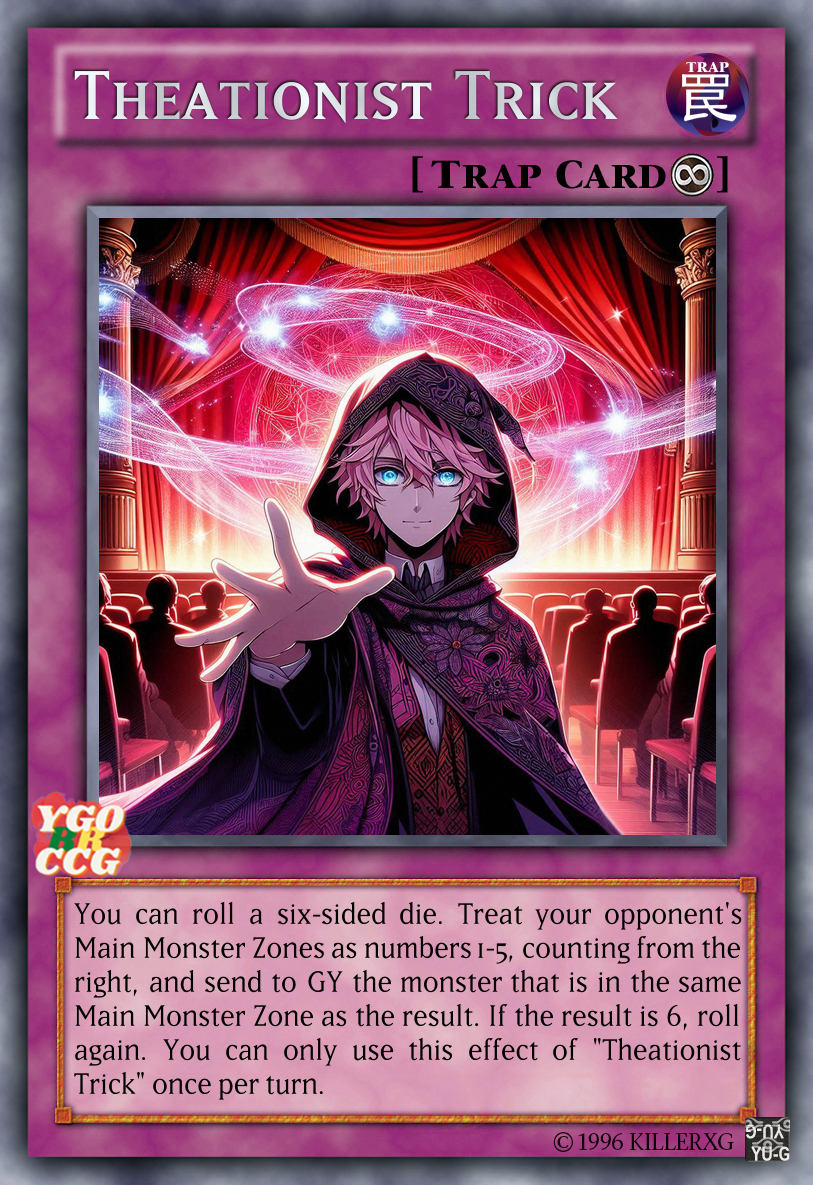 THEATIONIST TRICK
TRAP
罠
[TRAP CARD∞]
YGO
BR
CCG
You can roll a six-sided die. Treat your opponent's
Main Monster Zones as numbers 1-5, counting from the
right, and send to GY the monster that is in the same
Main Monster Zone as the result. If the result is 6, roll
again. You can only use this effect of "Theationist
Trick" once per turn.
© 1996 KILLERXG
YU-G